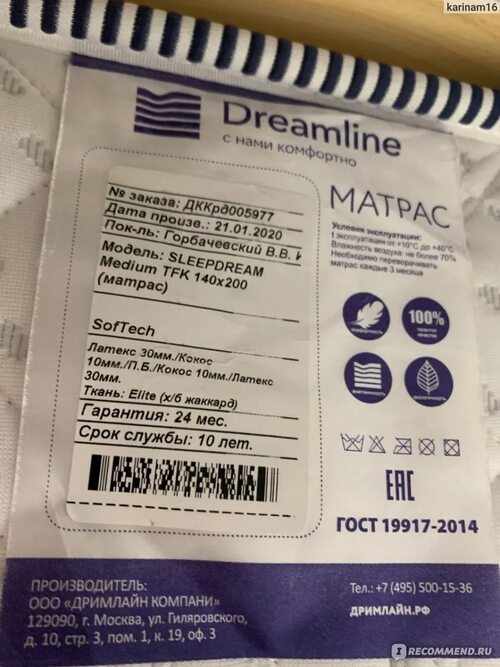 karinam16
Dreamline
с нами комфортно
№ заказа: ДККрд005977
Дата произв.: 21.01.2020
Пок-ль: Горбачевский В.В.
Модель: SLEEPDREAM
Medium TFK 140x200
(матрас)
SofTech
Латекс 30мм./Кокос
10мм./П.Б./Кокос 10мм./Латекс
30мм.
Ткань: Elite (х/б жаккард)
Гарантия: 24 мес.
Срок службы: 10 лет.
МАТРАС
Условия эксплуатации:
t эксплуатации от +10°С до +40°С
Влажность воздуха: не более 70%
Необходимо переворачивать
матрас каждые 3 месяца
100%
EAC
ГОСТ 19917-2014
ПРОИЗВОДИТЕЛЬ:
ООО «ДРИМЛАЙН КОМПАНИ»
129090, г. Москва, ул. Гиляровского,
д. 10, стр. 3, пом. 1, к. 19, оф. 3
Тел.: +7 (495) 500-15-36
ДРИМЛАЙН.РФ
IRECOMMEND.RU